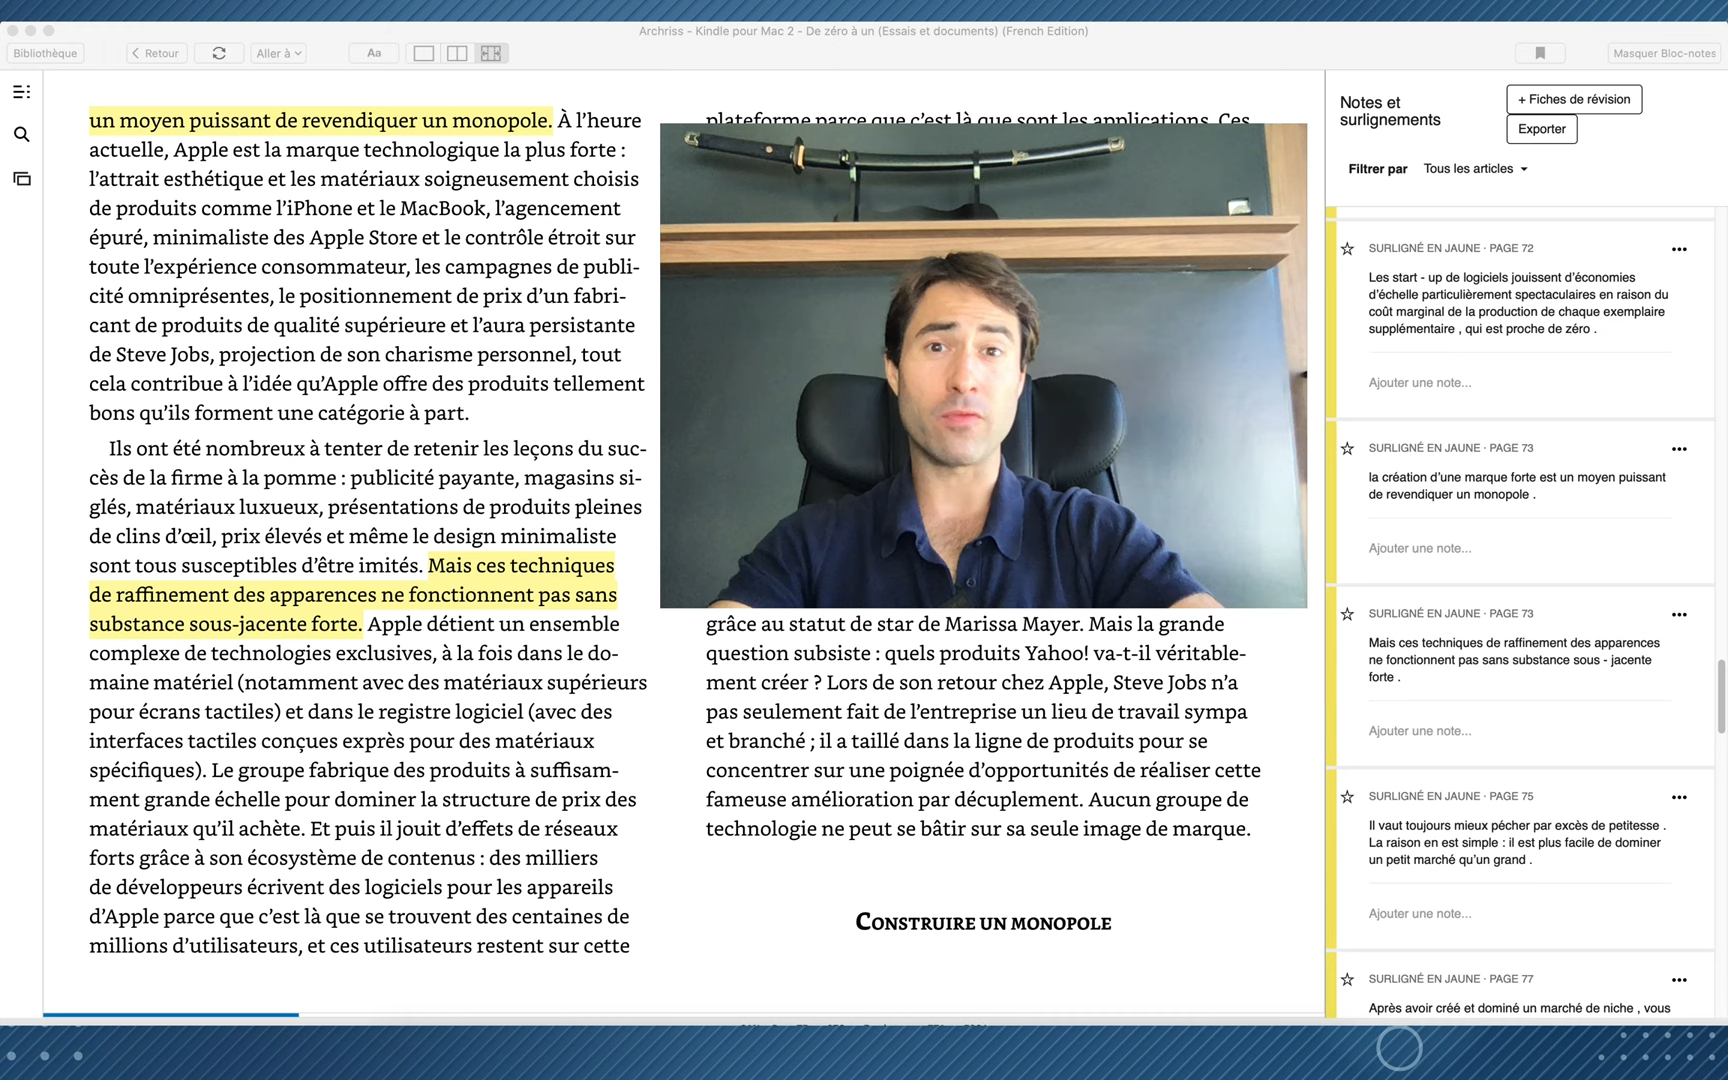 Archriss - Kindle pour Mac 2 - De zéro à un (Essais et documents) (French Edition)
Bibliothèque
Retour
Aller à
Aa
Masquer Bloc-notes
un moyen puissant de revendiquer un monopole. À l’heure
actuelle, Apple est la marque technologique la plus forte :
l’attrait esthétique et les matériaux soigneusement choisis
de produits comme l’iPhone et le MacBook, l’agencement
épuré, minimaliste des Apple Store et le contrôle étroit sur
toute l’expérience consommateur, les campagnes de publi-
cité omniprésentes, le positionnement de prix d’un fabri-
cant de produits de qualité supérieure et l’aura persistante
de Steve Jobs, projection de son charisme personnel, tout
cela contribue à l’idée qu’Apple offre des produits tellement
bons qu’ils forment une catégorie à part.
Ils ont été nombreux à tenter de retenir les leçons du suc-
cès de la firme à la pomme : publicité payante, magasins si-
glés, matériaux luxueux, présentations de produits pleines
de clins d’œil, prix élevés et même le design minimaliste
sont tous susceptibles d’être imités. Mais ces techniques
de raffinement des apparences ne fonctionnent pas sans
substance sous-jacente forte. Apple détient un ensemble
complexe de technologies exclusives, à la fois dans le do-
maine matériel (notamment avec des matériaux supérieurs
pour écrans tactiles) et dans le registre logiciel (avec des
interfaces tactiles conçues exprès pour des matériaux
spécifiques). Le groupe fabrique des produits à suffisam-
ment grande échelle pour dominer la structure de prix des
matériaux qu’il achète. Et puis il jouit d’effets de réseaux
forts grâce à son écosystème de contenus : des milliers
de développeurs écrivent des logiciels pour les appareils
d’Apple parce que c’est là que se trouvent des centaines de
millions d’utilisateurs, et ces utilisateurs restent sur cette
plateforme parce que c’est là que sont les applications. Ces
grâce au statut de star de Marissa Mayer. Mais la grande
question subsiste : quels produits Yahoo! va-t-il véritable-
ment créer ? Lors de son retour chez Apple, Steve Jobs n’a
pas seulement fait de l’entreprise un lieu de travail sympa
et branché ; il a taillé dans la ligne de produits pour se
concentrer sur une poignée d’opportunités de réaliser cette
fameuse amélioration par décuplement. Aucun groupe de
technologie ne peut se bâtir sur sa seule image de marque.
CONSTRUIRE UN MONOPOLE
Notes et
surlignements
+ Fiches de révision
Exporter
Filtrer par Tous les articles
SURLIGNÉ EN JAUNE · PAGE 72
Les start - up de logiciels jouissent d’économies
d’échelle particulièrement spectaculaires en raison du
coût marginal de la production de chaque exemplaire
supplémentaire , qui est proche de zéro .
Ajouter une note...
SURLIGNÉ EN JAUNE · PAGE 73
la création d’une marque forte est un moyen puissant
de revendiquer un monopole .
Ajouter une note...
SURLIGNÉ EN JAUNE · PAGE 73
Mais ces techniques de raffinement des apparences
ne fonctionnent pas sans substance sous - jacente
forte .
Ajouter une note...
SURLIGNÉ EN JAUNE · PAGE 75
Il vaut toujours mieux pécher par excès de petitesse .
La raison en est simple : il est plus facile de dominer
un petit marché qu’un grand .
Ajouter une note...
SURLIGNÉ EN JAUNE · PAGE 77
Après avoir créé et dominé un marché de niche , vous